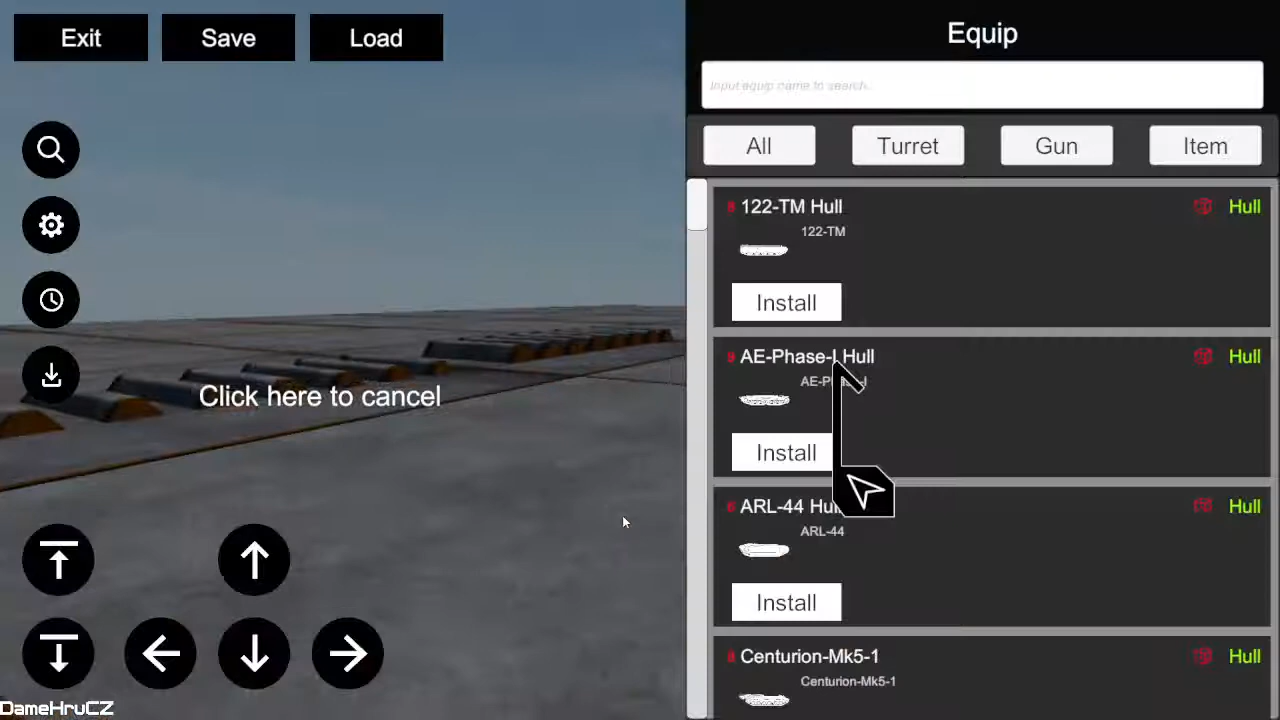 Exit
Save
Load
Equip
Input equip name to search...
All
Turret
Gun
Item
122-TM Hull
Hull
122-TM
Install
AE-Phase-I Hull
Hull
Install
ARL-44
Hull
ARL-44
Install
Centurion-Mk5-1
Hull
Centurion-Mk5-1
Click here to cancel
DameHruCZ